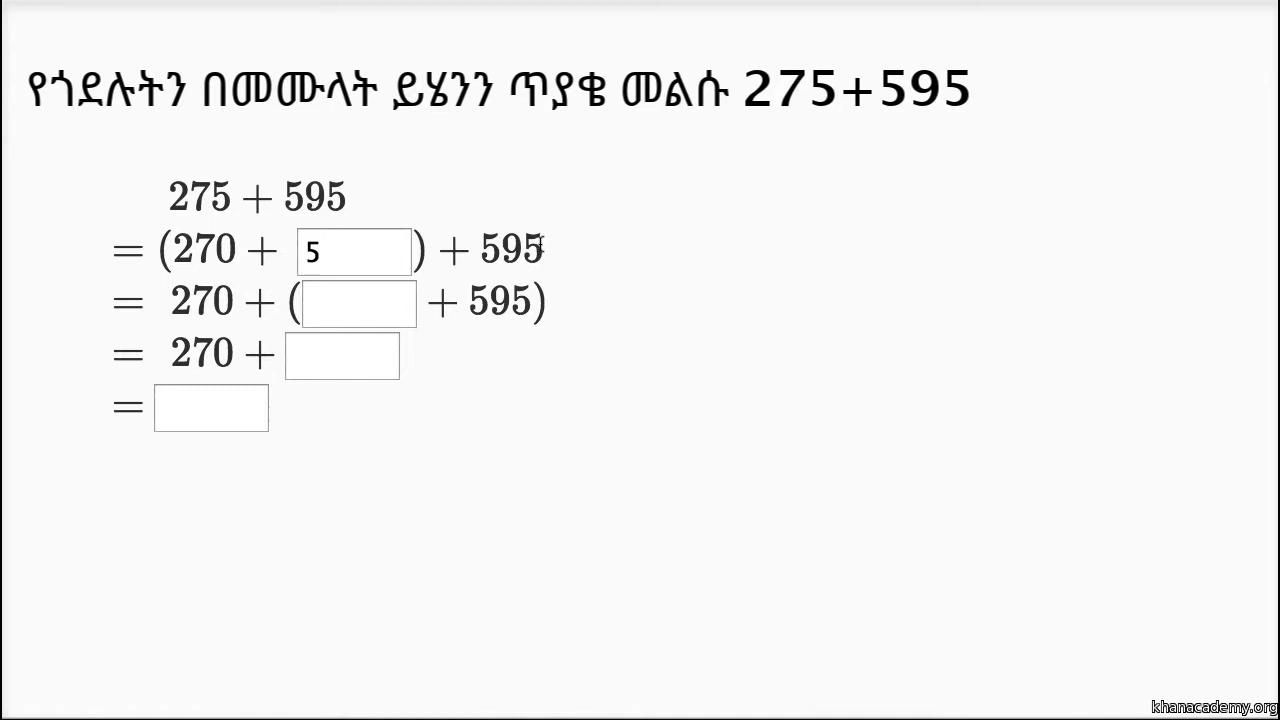 የጎደሉትን በመሙላት ይሄንን ጥያቄ መልሱ 275+595
275 + 595
= (270 + 5 ) + 595
= 270 + ( + 595)
= 270 +
=
khanacademy.org